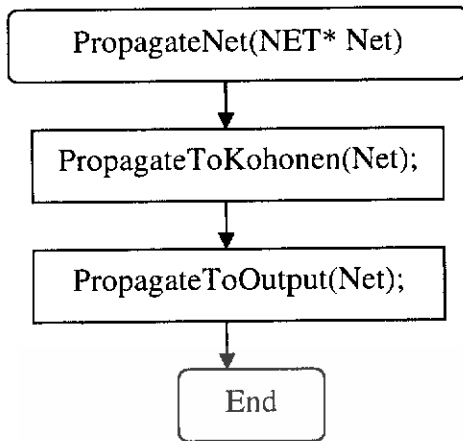 PropagateNet(NET* Net)
PropagateToKohonen(Net);
PropagateToOutput(Net);
End